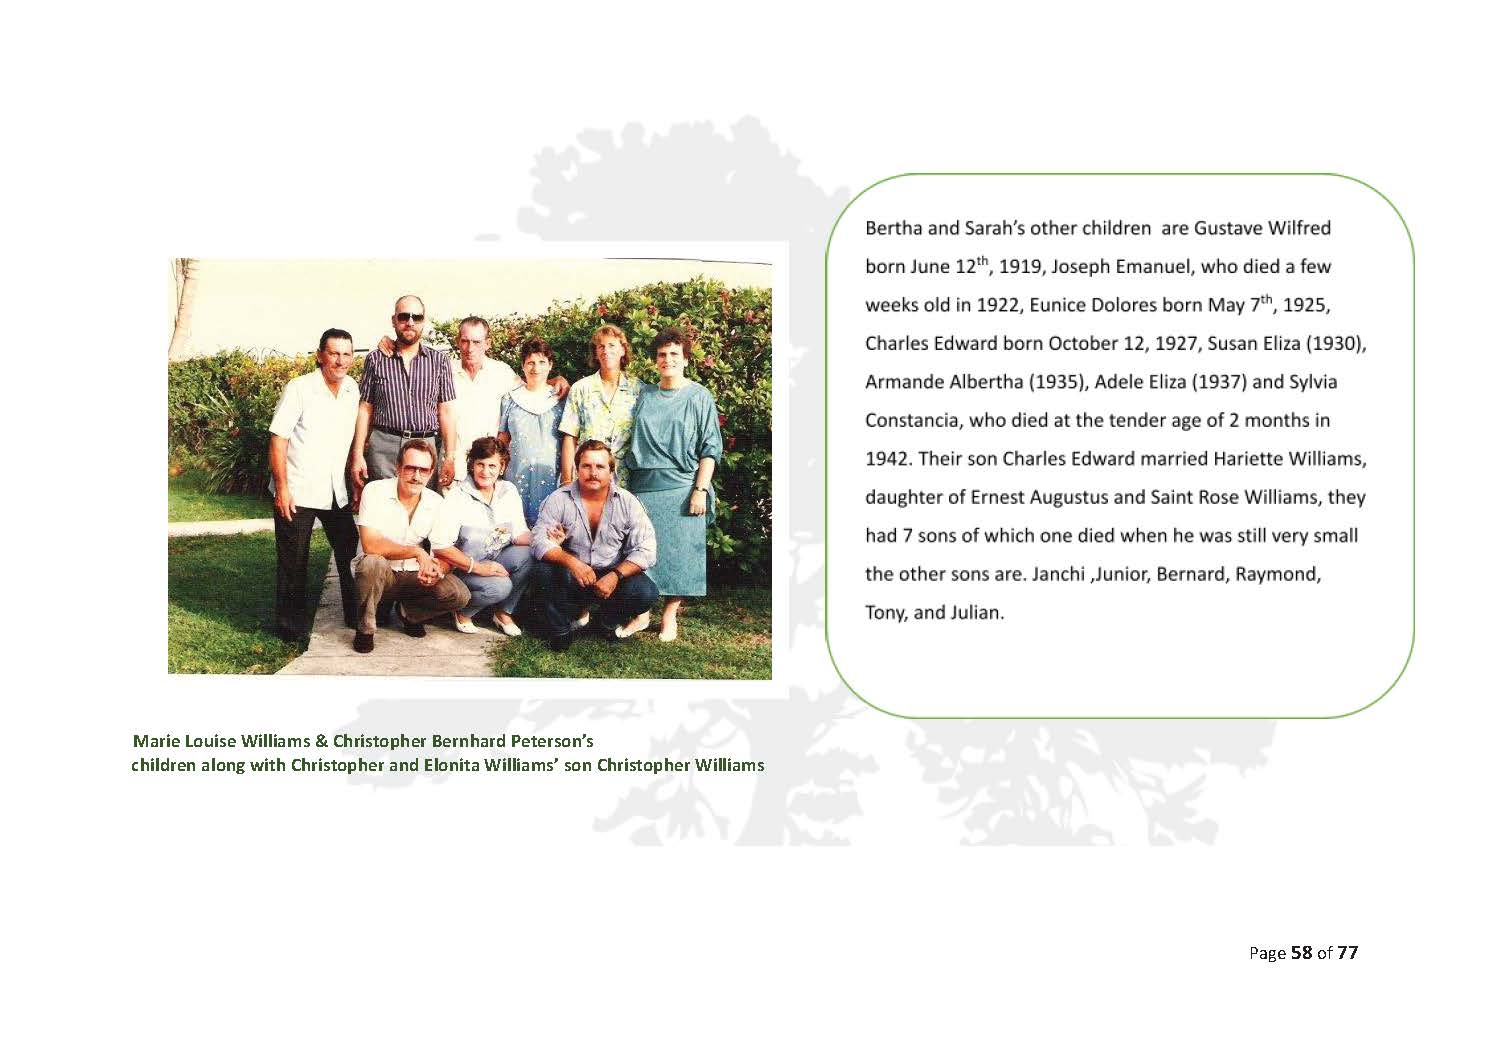 Bertha and Sarah's other children are Gustave Wilfred
born June 12th, 1919, Joseph Emanuel, who died a few
weeks old in 1922, Eunice Dolores born May 7th, 1925,
Charles Edward born October 12, 1927, Susan Eliza (1930),
Armande Albertha (1935), Adele Eliza (1937) and Sylvia
Constancia, who died at the tender age of 2 months in
1942. Their son Charles Edward married Hariette Williams,
daughter of Ernest Augustus and Saint Rose Williams, they
had 7 sons of which one died when he was still very small
the other sons are. Janchi ,Junior, Bernard, Raymond,
Tony, and Julian.
Marie Louise Williams & Christopher Bernhard Peterson's
children along with Christopher and Elonita Williams' son Christopher Williams
Page 58 of 77